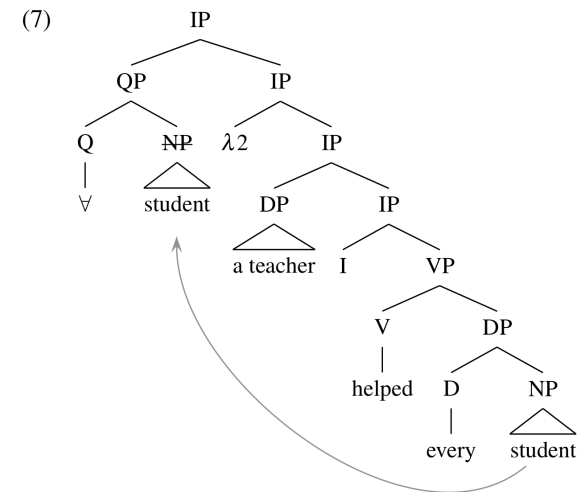 (7) IP
QP IP
Q NP λ2 IP
∀ student DP IP
a teacher I VP
V DP
helped D NP
every student